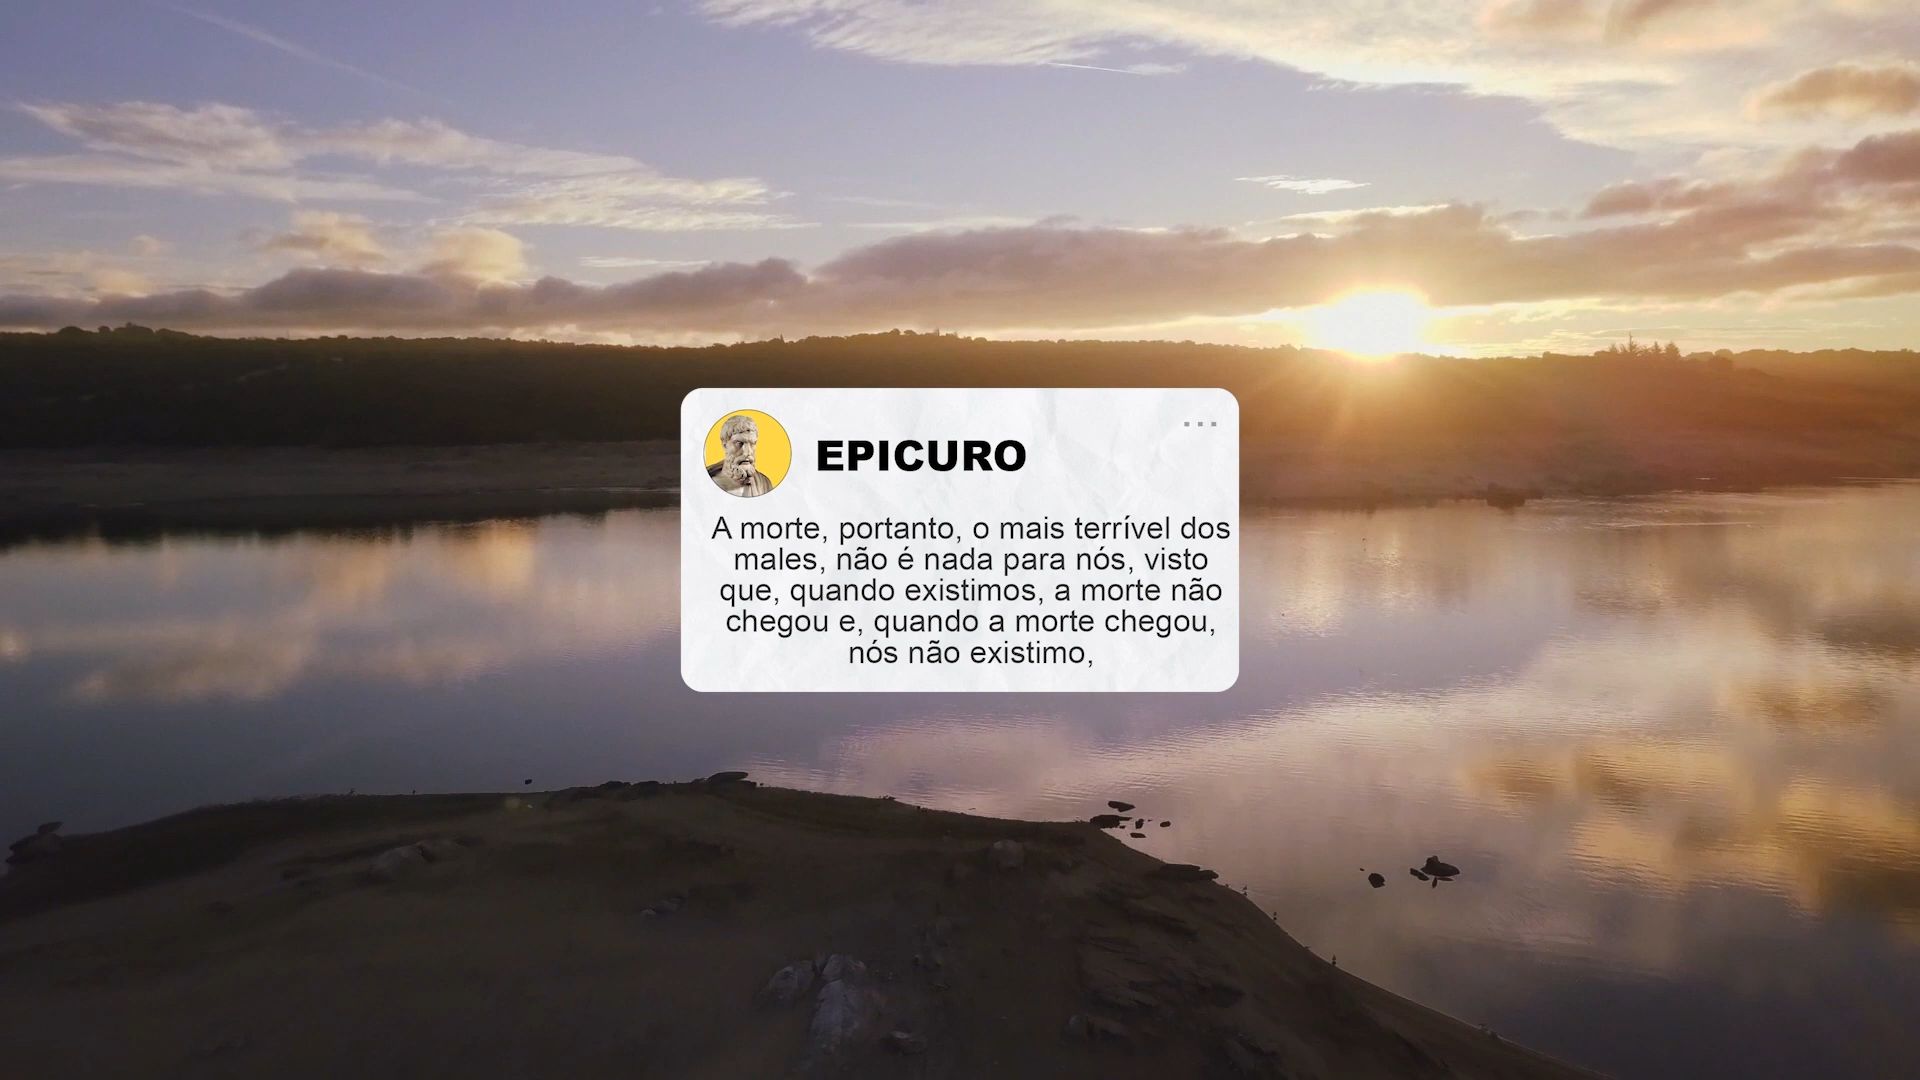 EPICURO
A morte, portanto, o mais terrível dos
males, não é nada para nós, visto
que, quando existimos, a morte não
chegou e, quando a morte chegou,
nós não existimo,